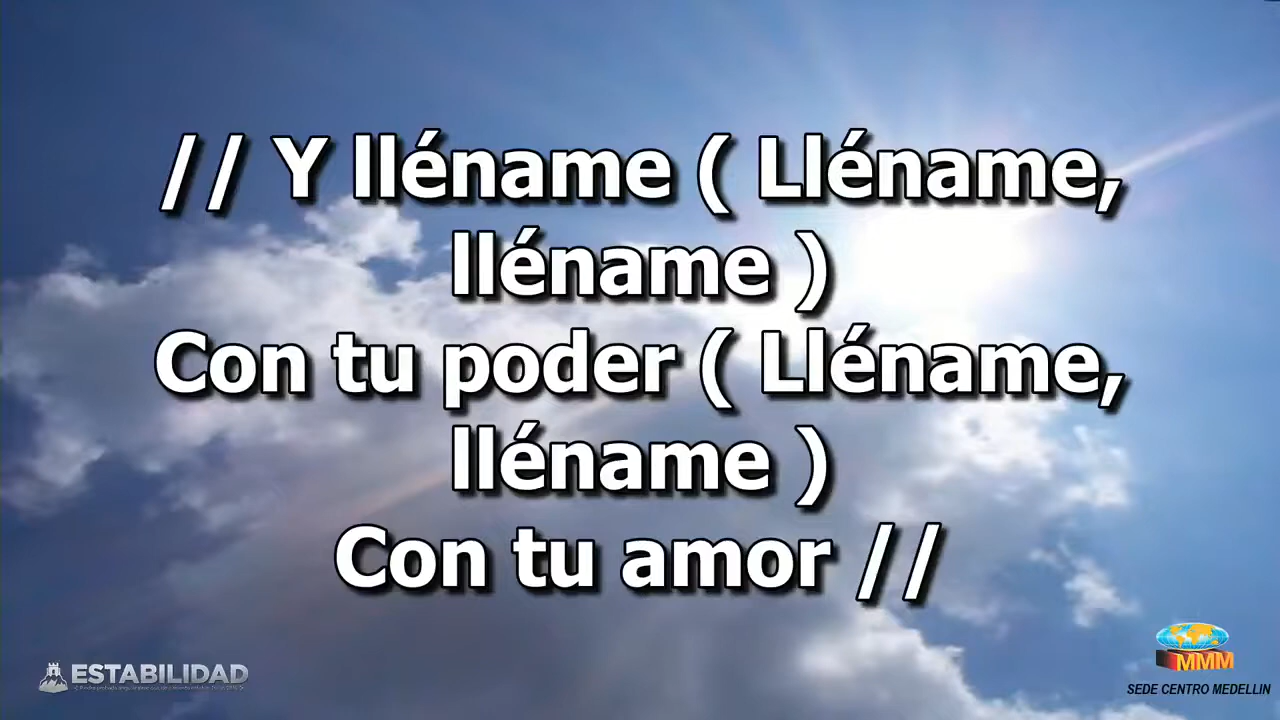 // Y lléname ( Lléname,
lléname )
Con tu poder ( Lléname,
lléname )
Con tu amor //
ESTABILIDAD
MMM
SEDE CENTRO MEDELLIN